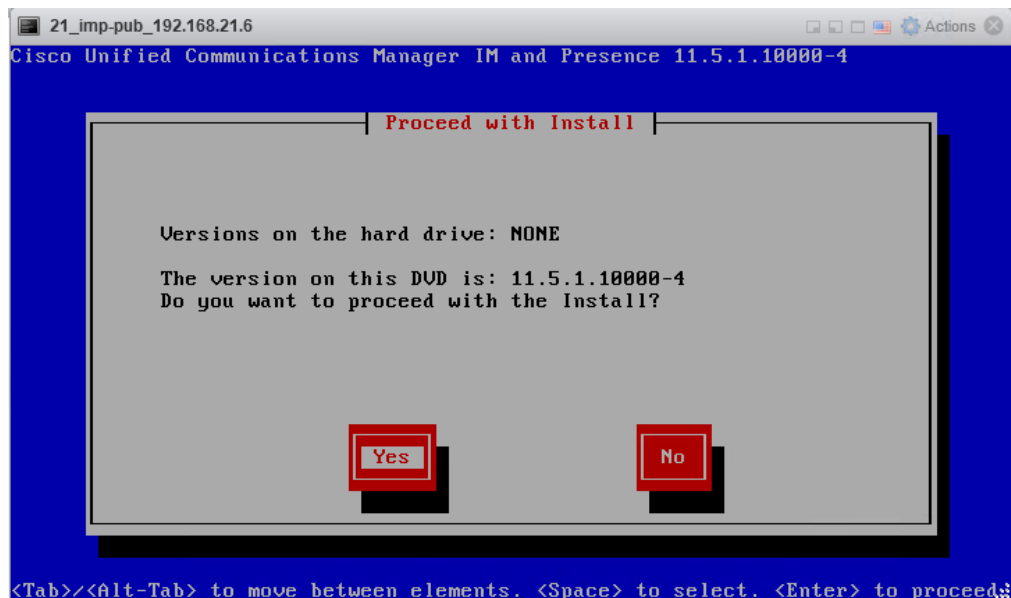 21_imp-pub_192.168.21.6
Actions
Cisco Unified Communications Manager IM and Presence 11.5.1.10000-4
Proceed with Install
Versions on the hard drive: NONE
The version on this DVD is: 11.5.1.10000-4
Do you want to proceed with the Install?
Yes
No
<Tab>/<Alt-Tab> to move between elements. <Space> to select. <Enter> to proceed.